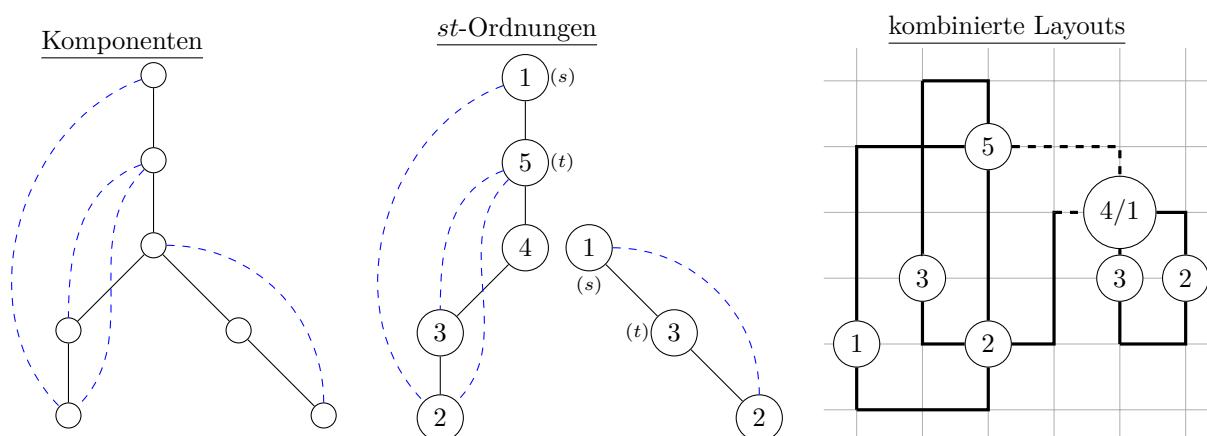 Komponenten
st-Ordnungen
kombinierte Layouts
1 (s)
5 (t)
4
3
2
1
(s)
(t) 3
2
5
4/1
3
3
2
1
2